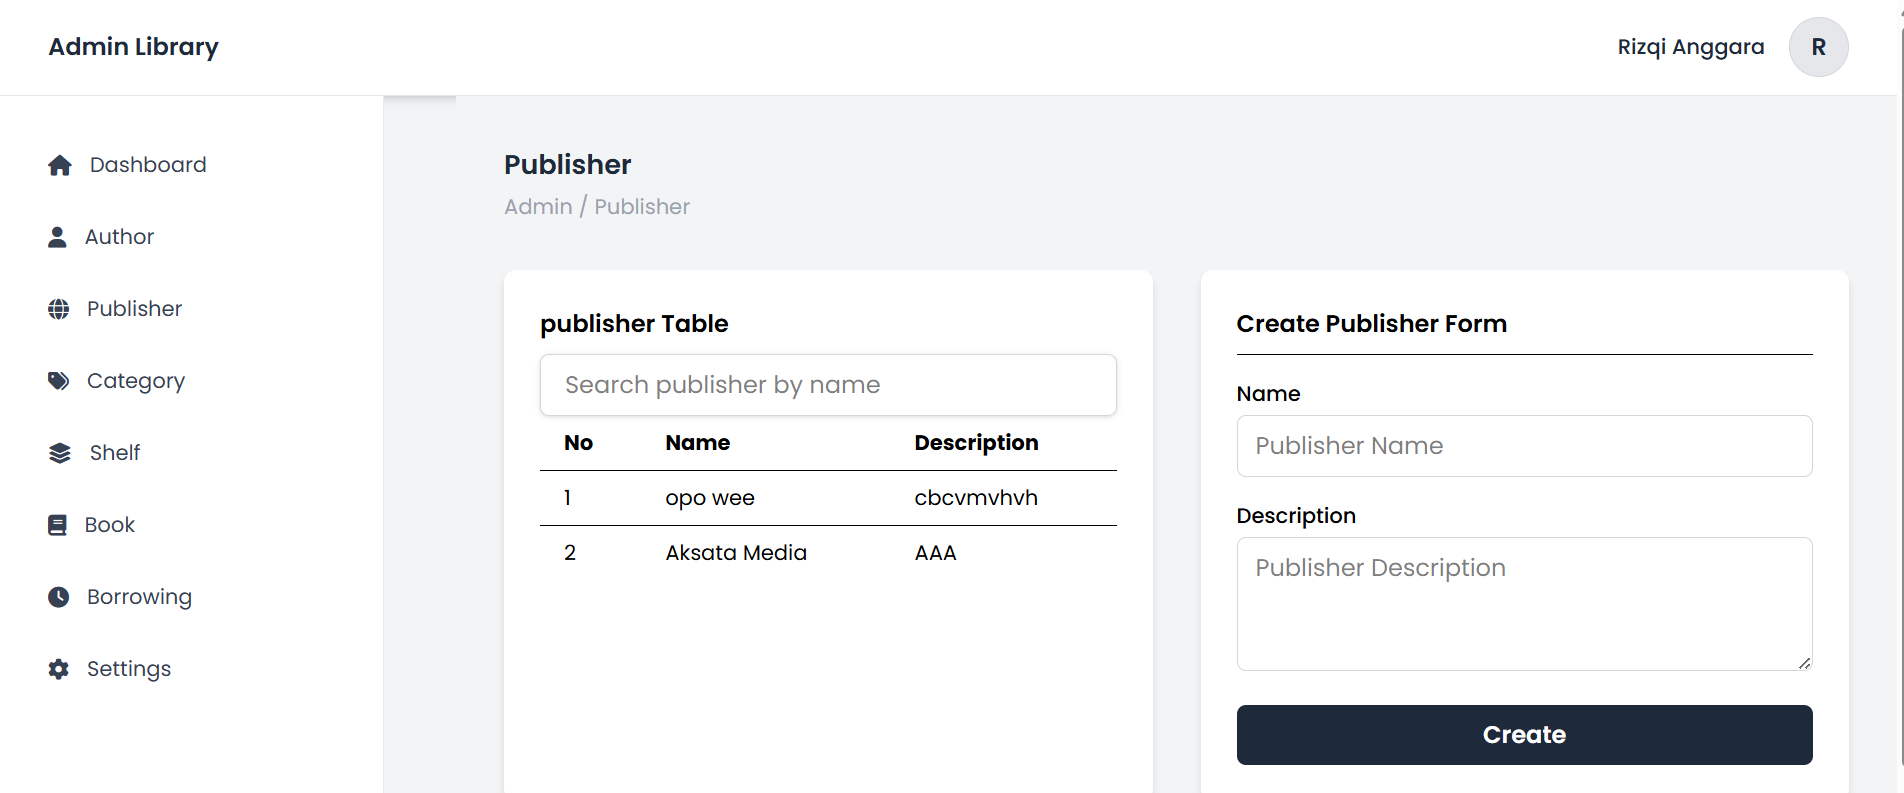 Admin Library
Rizqi Anggara
R
Dashboard
Author
Publisher
Category
Shelf
Book
Borrowing
Settings
Publisher
Admin / Publisher
publisher Table
Search publisher by name
No Name Description
1 opo wee cbcvmvhvh
2 Aksata Media AAA
Create Publisher Form
Name
Publisher Name
Description
Publisher Description
Create